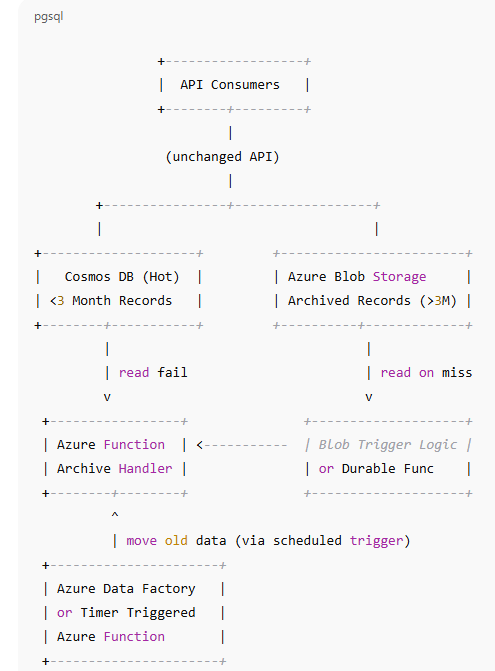 pgsql
+-------------------+
|  API Consumers   |
+--------+---------+
|
(unchanged API)
|
+----------------+------------------+
|                                   |
+--------------------+         +-------------------------+
|   Cosmos DB (Hot)  |         | Azure Blob Storage     |
| <3 Month Records   |         | Archived Records (>3M) |
+--------+-----------+         +-----------+-------------+
|                                  |
| read fail                        | read on miss
v                                  v
+------------------+               +---------------------+
| Azure Function  | <-----------  | Blob Trigger Logic |
| Archive Handler |               | or Durable Func    |
+---------+--------+               +---------------------+
^
| move old data (via scheduled trigger)
+----------------------+
| Azure Data Factory   |
| or Timer Triggered   |
| Azure Function       |
+----------------------+